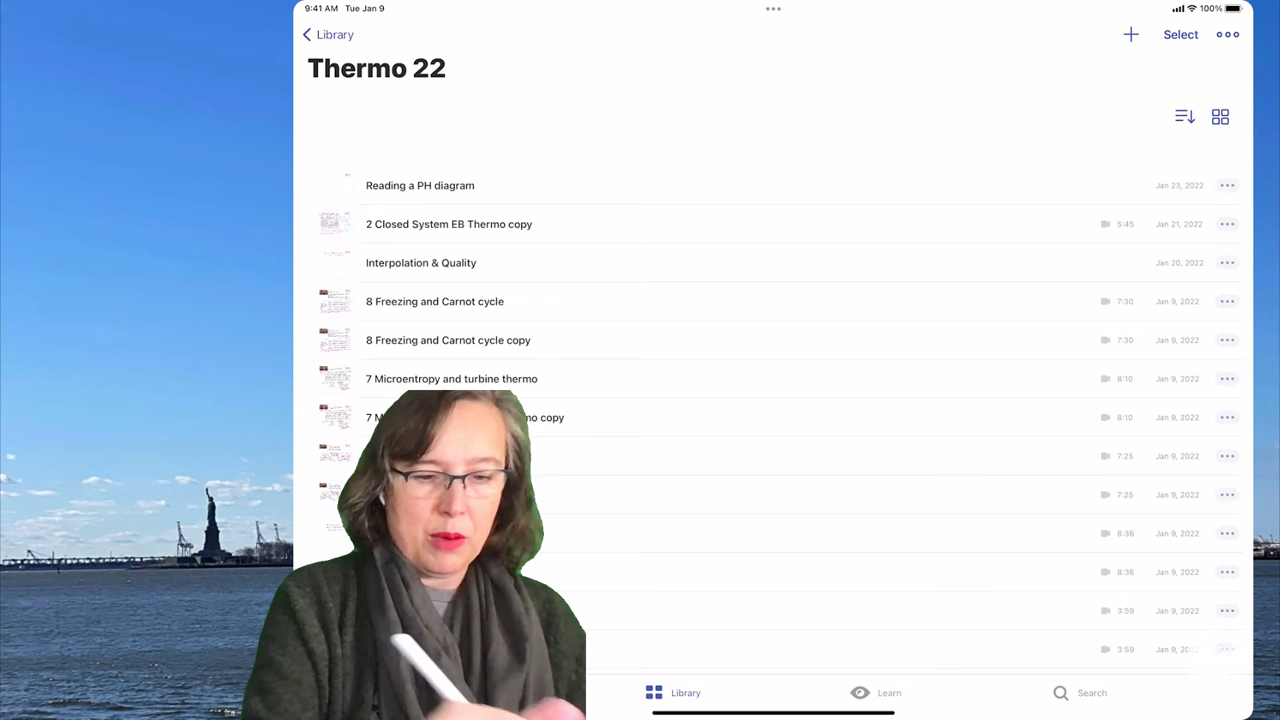 9:41 AM Tue Jan 9 100%
Library Select
Thermo 22
Reading a PH diagram Jan 23, 2022
2 Closed System EB Thermo copy 5:45 Jan 21, 2022
Interpolation & Quality Jan 20, 2022
8 Freezing and Carnot cycle 7:30 Jan 9, 2022
8 Freezing and Carnot cycle copy 7:30 Jan 9, 2022
7 Microentropy and turbine thermo 8:10 Jan 9, 2022
7 copy 8:10 Jan 9, 2022
7:25 Jan 9, 2022
7:25 Jan 9, 2022
8:36 Jan 9, 2022
8:36 Jan 9, 2022
3:59 Jan 9, 2022
3:59 Jan 9,
Library Learn Search